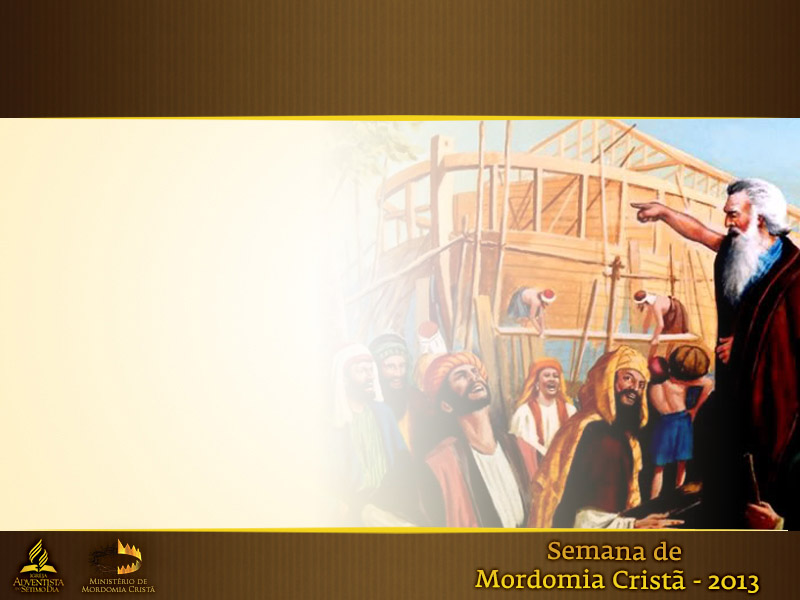 IGREJA
ADVENTISTA
DO SÉTIMO DIA
MINISTÉRIO DE
MORDOMIA CRISTÃ
Semana de
Mordomia Cristã - 2013